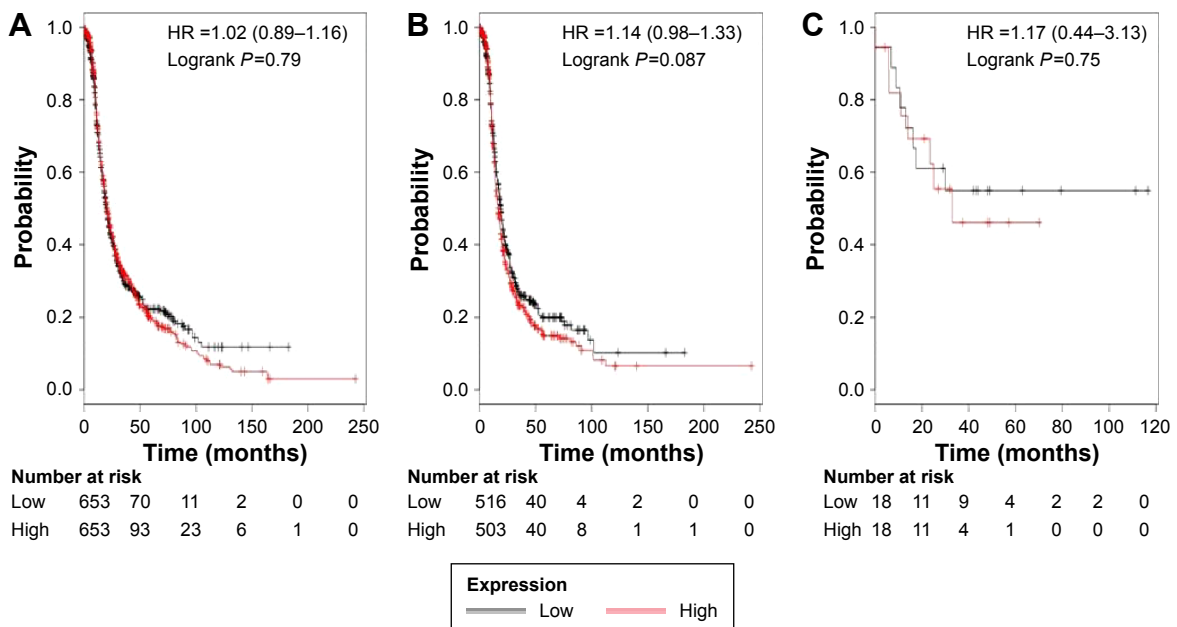 A
HR =1.02 (0.89–1.16)
Logrank P=0.79
Probability
1.0
0.8
0.6
0.4
0.2
0.0
0 50 100 150 200 250
Time (months)
Number at risk
Low 653 70 11 2 0 0
High 653 93 23 6 1 0
B
HR =1.14 (0.98–1.33)
Logrank P=0.087
Probability
1.0
0.8
0.6
0.4
0.2
0.0
0 50 100 150 200 250
Time (months)
Number at risk
Low 516 40 4 2 0 0
High 503 40 8 1 1 0
C
HR =1.17 (0.44–3.13)
Logrank P=0.75
Probability
1.0
0.8
0.6
0.4
0.2
0.0
0 20 40 60 80 100 120
Time (months)
Number at risk
Low 18 11 9 4 2 2 0
High 18 11 4 1 0 0 0
Expression
Low High